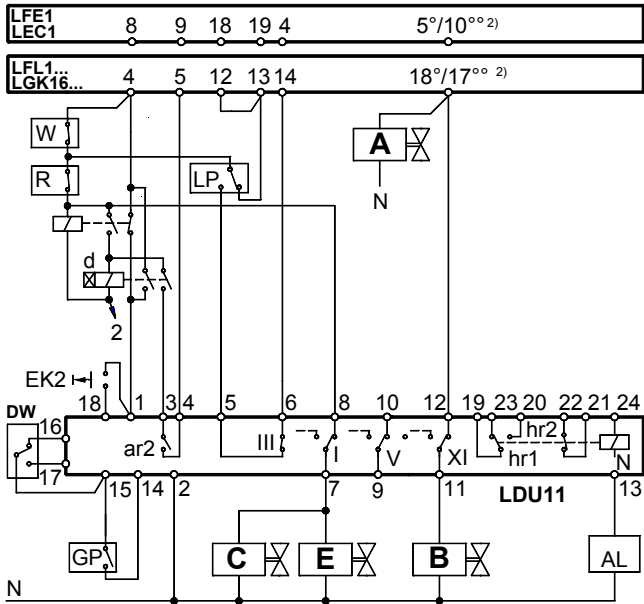 LFE1
LEC1
8 9 18 19 4 5°/10°° 2)
LFL1...
LGK16...
4 5 12 13 14 18°/17°° 2)
W
A
R
LP
N
d
2
EK2
DW
18 1 3 4 5 6 8 10 12 19 23 20 22 21 24
16
ar2 III I V XI hr1 hr2 N
17
15 14 2 7 9 11 LDU11 13
GP C E B AL
N